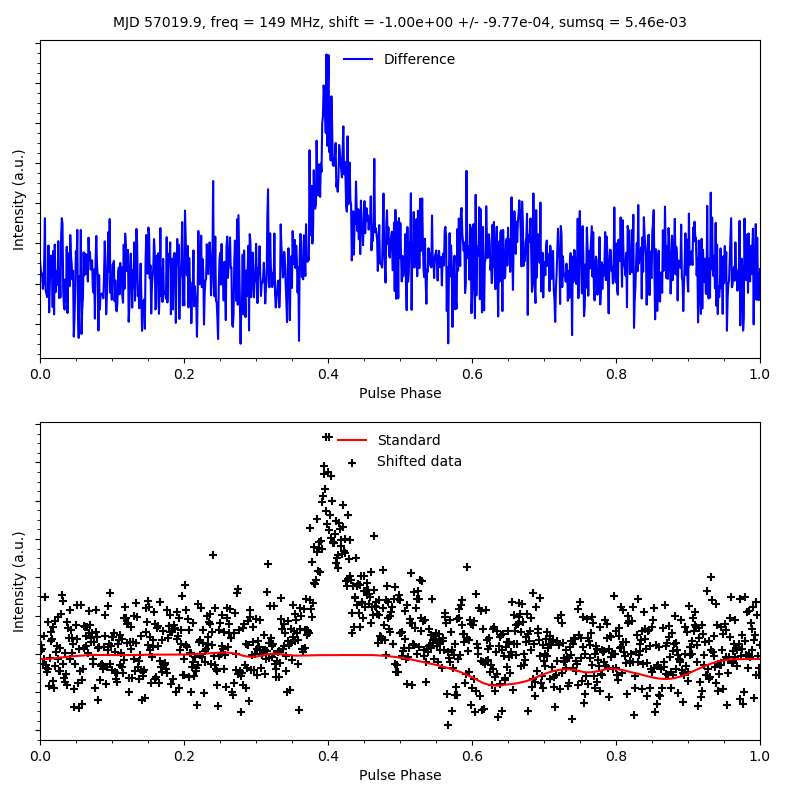 MJD 57019.9, freq = 149 MHz, shift = -1.00e+00 +/- -9.77e-04, sumsq = 5.46e-03
Difference
Intensity (a.u.)
0.0 0.2 0.4 0.6 0.8 1.0
Pulse Phase
Standard
Shifted data
Intensity (a.u.)
0.0 0.2 0.4 0.6 0.8 1.0
Pulse Phase